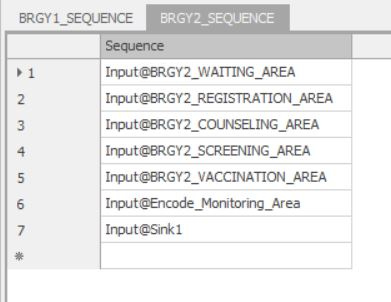 BRGY1_SEQUENCE BRGY2_SEQUENCE
Sequence
1 Input@BRGY2_WAITING_AREA
2 Input@BRGY2_REGISTRATION_AREA
3 Input@BRGY2_COUNSELING_AREA
4 Input@BRGY2_SCREENING_AREA
5 Input@BRGY2_VACCINATION_AREA
6 Input@Encode_Monitoring_Area
7 Input@Sink1